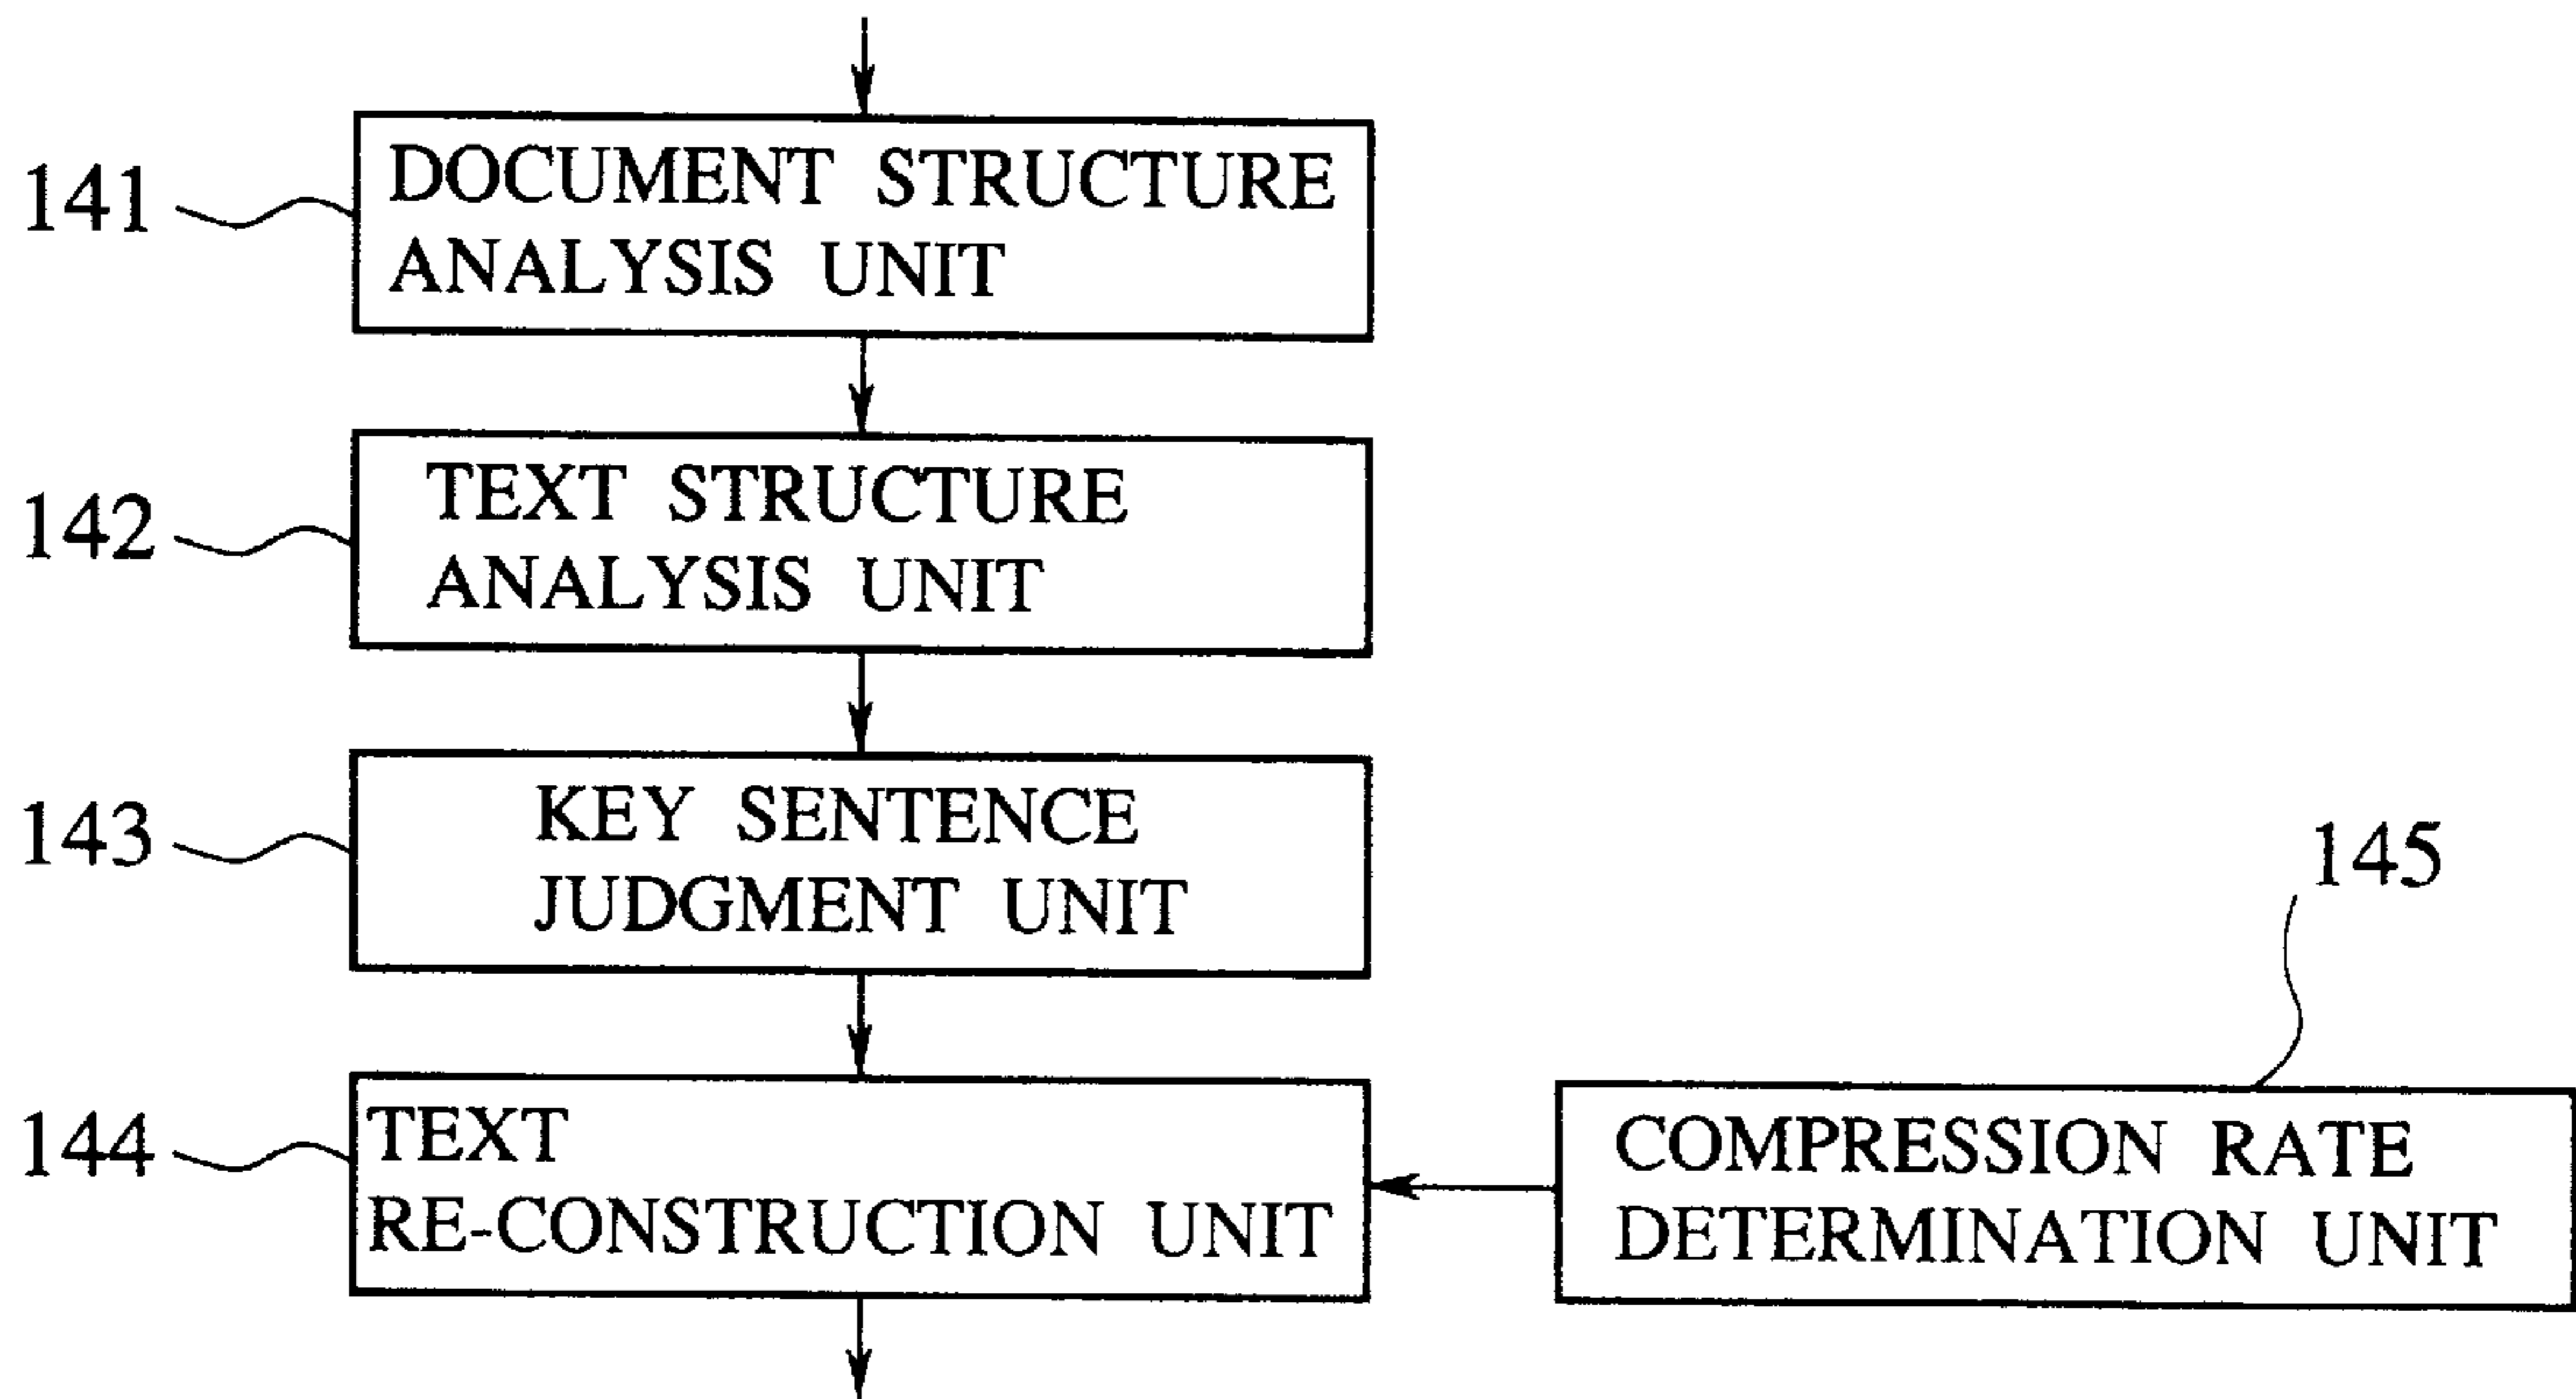 141
DOCUMENT STRUCTURE
ANALYSIS UNIT
142
TEXT STRUCTURE
ANALYSIS UNIT
143
KEY SENTENCE
JUDGMENT UNIT
144
TEXT
RE-CONSTRUCTION UNIT
145
COMPRESSION RATE
DETERMINATION UNIT